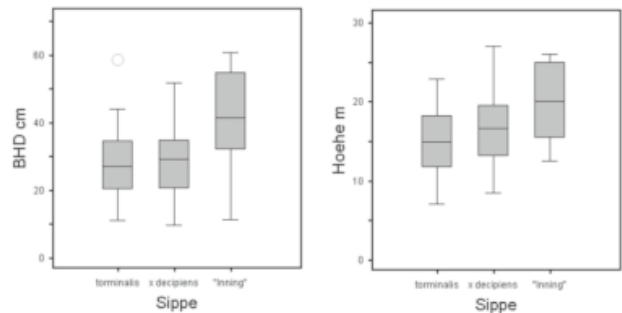 BHD cm
60
40
20
0
torminalis x decipiens "Inning"
Sippe
Hoehe m
30
20
10
0
torminalis x decipiens "Inning"
Sippe